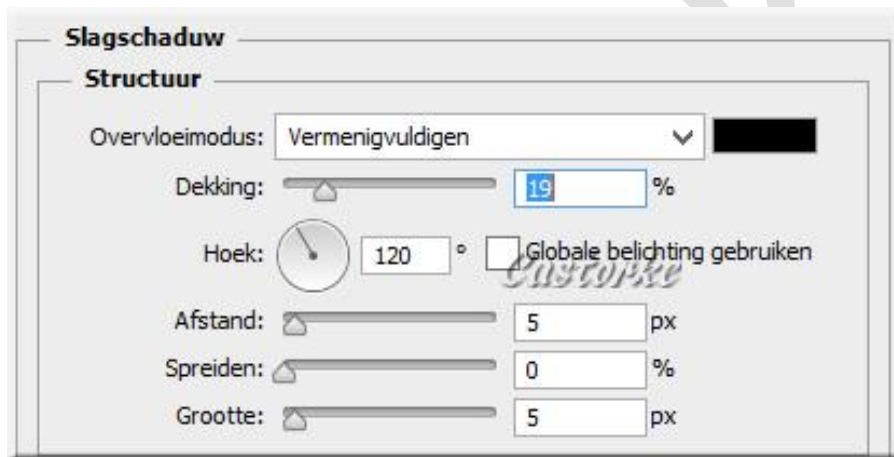 Slagschaduw
Structuur
Overvloeimodus: Vermenigvuldigen
Dekking: 19 %
Hoek: 120 ° Globale belichting gebruiken
Castorke
Afstand: 5 px
Spreiden: 0 %
Grootte: 5 px